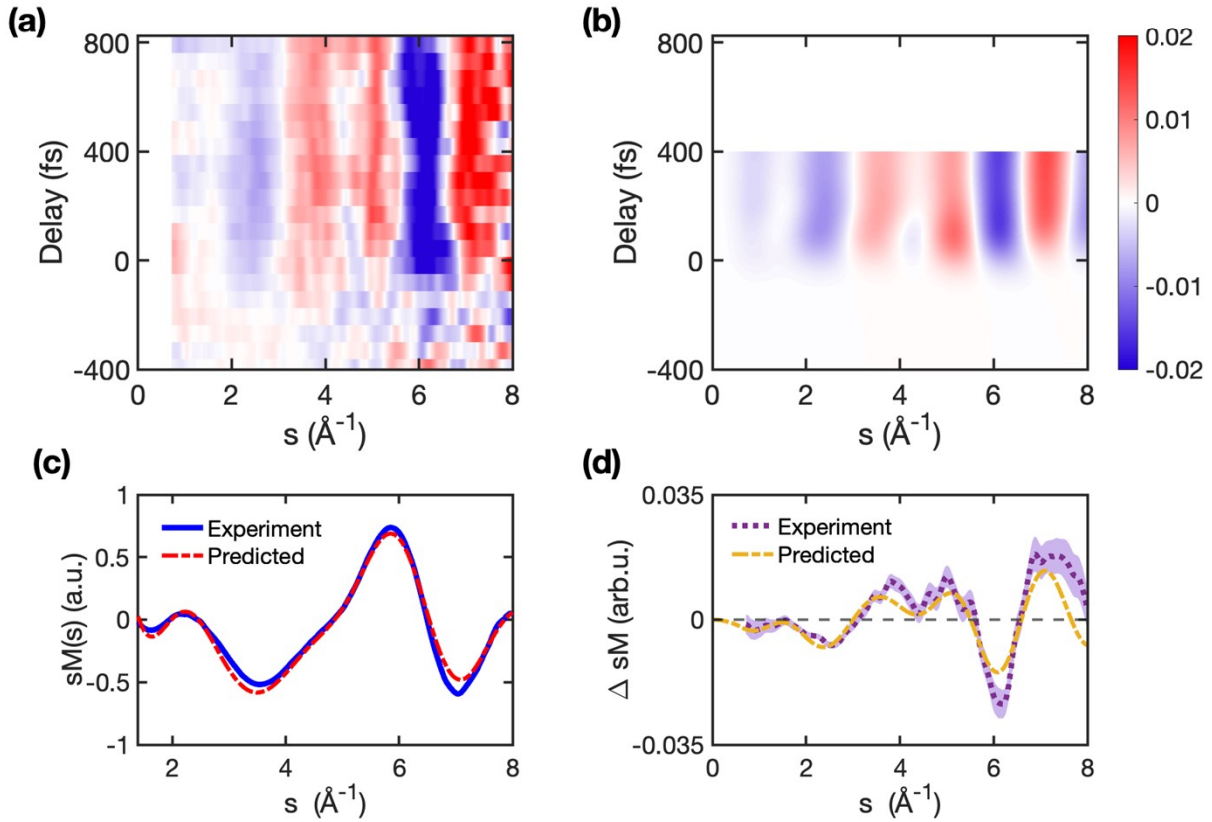 (a)
800
400
0
-400
Delay (fs)
0 2 4 6 8
s (Å⁻¹)
(b)
800
400
0
-400
Delay (fs)
0 2 4 6 8
s (Å⁻¹)
0.02
0.01
0
-0.01
-0.02
(c)
1
0.5
0
-0.5
-1
sM(s) (a.u.)
Experiment
Predicted
2 4 6 8
s (Å⁻¹)
(d)
0.035
0
-0.035
Δ sM (arb.u.)
Experiment
Predicted
0 2 4 6 8
s (Å⁻¹)